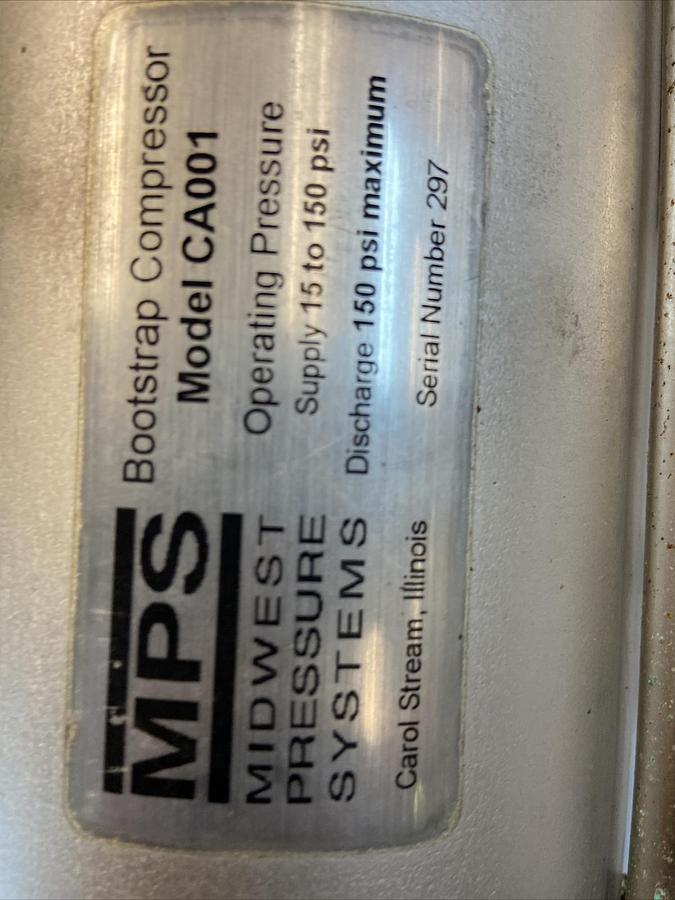 MPS
MIDWEST
PRESSURE
SYSTEMS
Carol Stream, Illinois
Bootstrap Compressor
Model CA001
Operating Pressure
Supply 15 to 150 psi
Discharge 150 psi maximum
Serial Number 297